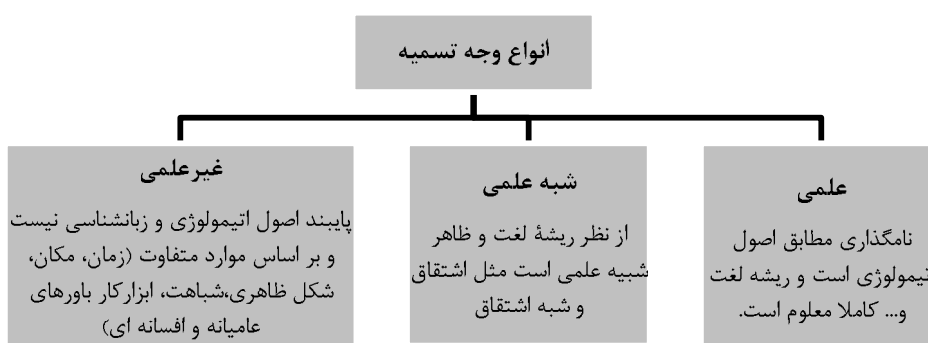 انواع وجه تسمیه
علمی
نامگذاری مطابق اصول
تیمولوژی است و ریشه لغت
و... کاملا معلوم است.
شبه علمی
از نظر ریشۀ لغت و ظاهر
شبیه علمی است مثل اشتقاق
و شبه اشتقاق
غیرعلمی
پایبند اصول اتیمولوژی و زبانشناسی نیست
و بر اساس موارد متفاوت (زمان، مکان،
شکل ظاهری،شباهت، ابزارکار باورهای
عامیانه و افسانه ای)